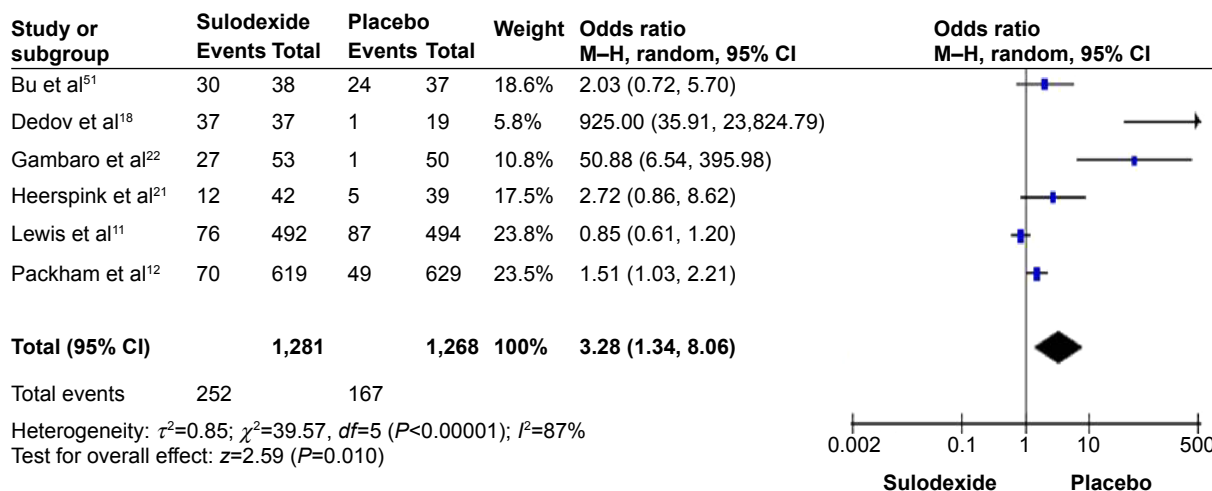 Study or subgroup Sulodexide Events Total Placebo Events Total Weight Odds ratio M–H, random, 95% CI Odds ratio M–H, random, 95% CI
Bu et al⁵¹ 30 38 24 37 18.6% 2.03 (0.72, 5.70)
Dedov et al¹⁸ 37 37 1 19 5.8% 925.00 (35.91, 23,824.79)
Gambaro et al²² 27 53 1 50 10.8% 50.88 (6.54, 395.98)
Heerspink et al²¹ 12 42 5 39 17.5% 2.72 (0.86, 8.62)
Lewis et al¹¹ 76 492 87 494 23.8% 0.85 (0.61, 1.20)
Packham et al¹² 70 619 49 629 23.5% 1.51 (1.03, 2.21)
Total (95% CI) 1,281 1,268 100% 3.28 (1.34, 8.06)
Total events 252 167
Heterogeneity: τ²=0.85; χ²=39.57, df=5 (P<0.00001); I²=87%
Test for overall effect: z=2.59 (P=0.010)
0.002 0.1 1 10 500
Sulodexide Placebo